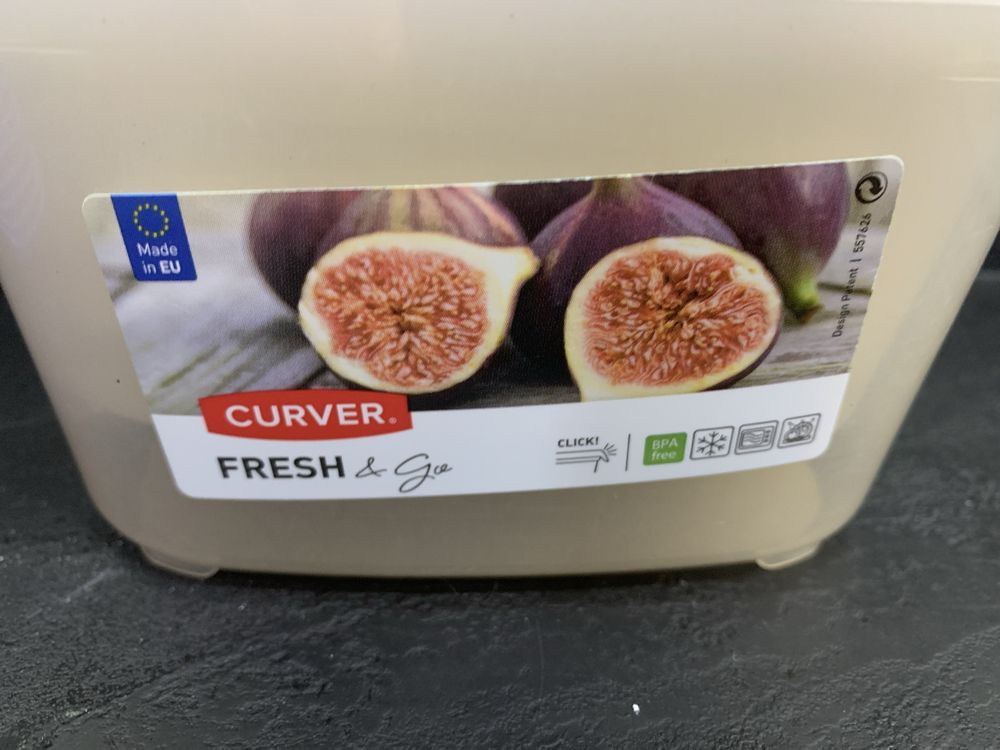 Made
in EU
Design Patent | 557626
CURVER®
FRESH & Go
CLICK!
BPA
free